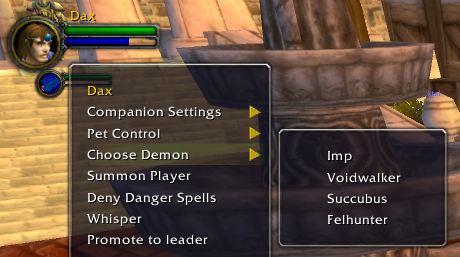 Dax
Dax
Companion Settings
Pet Control
Choose Demon
Summon Player
Deny Danger Spells
Whisper
Promote to leader
Imp
Voidwalker
Succubus
Felhunter